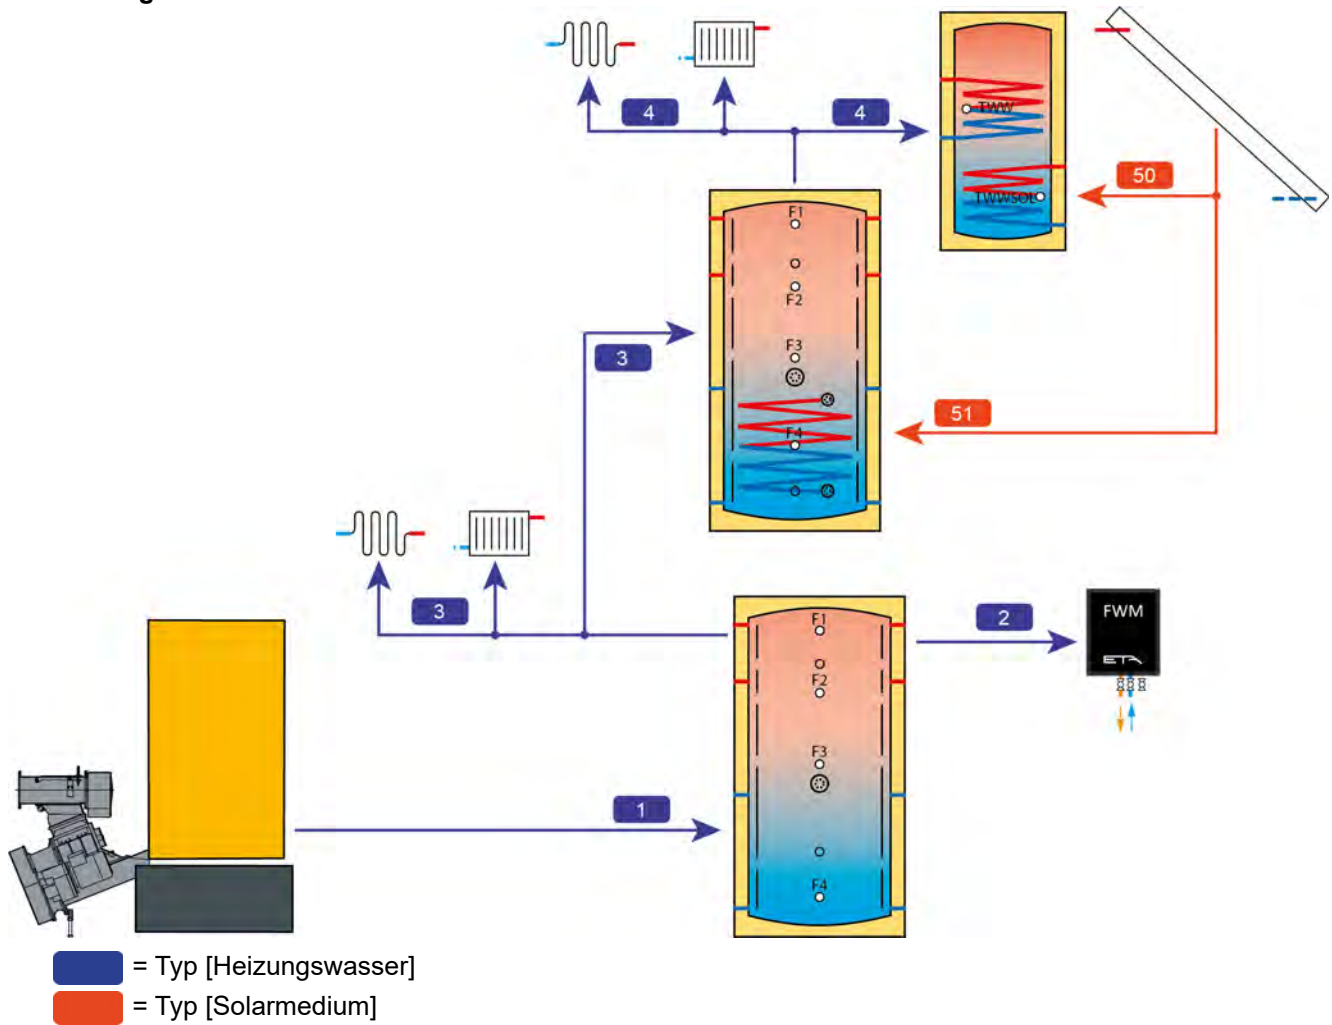 4
4
TWW
50
TWWSOL
F1
F2
3
F3
51
F4
3
2
FWM
ETA
F1
F2
F3
1
F4
= Typ [Heizungswasser]
= Typ [Solarmedium]